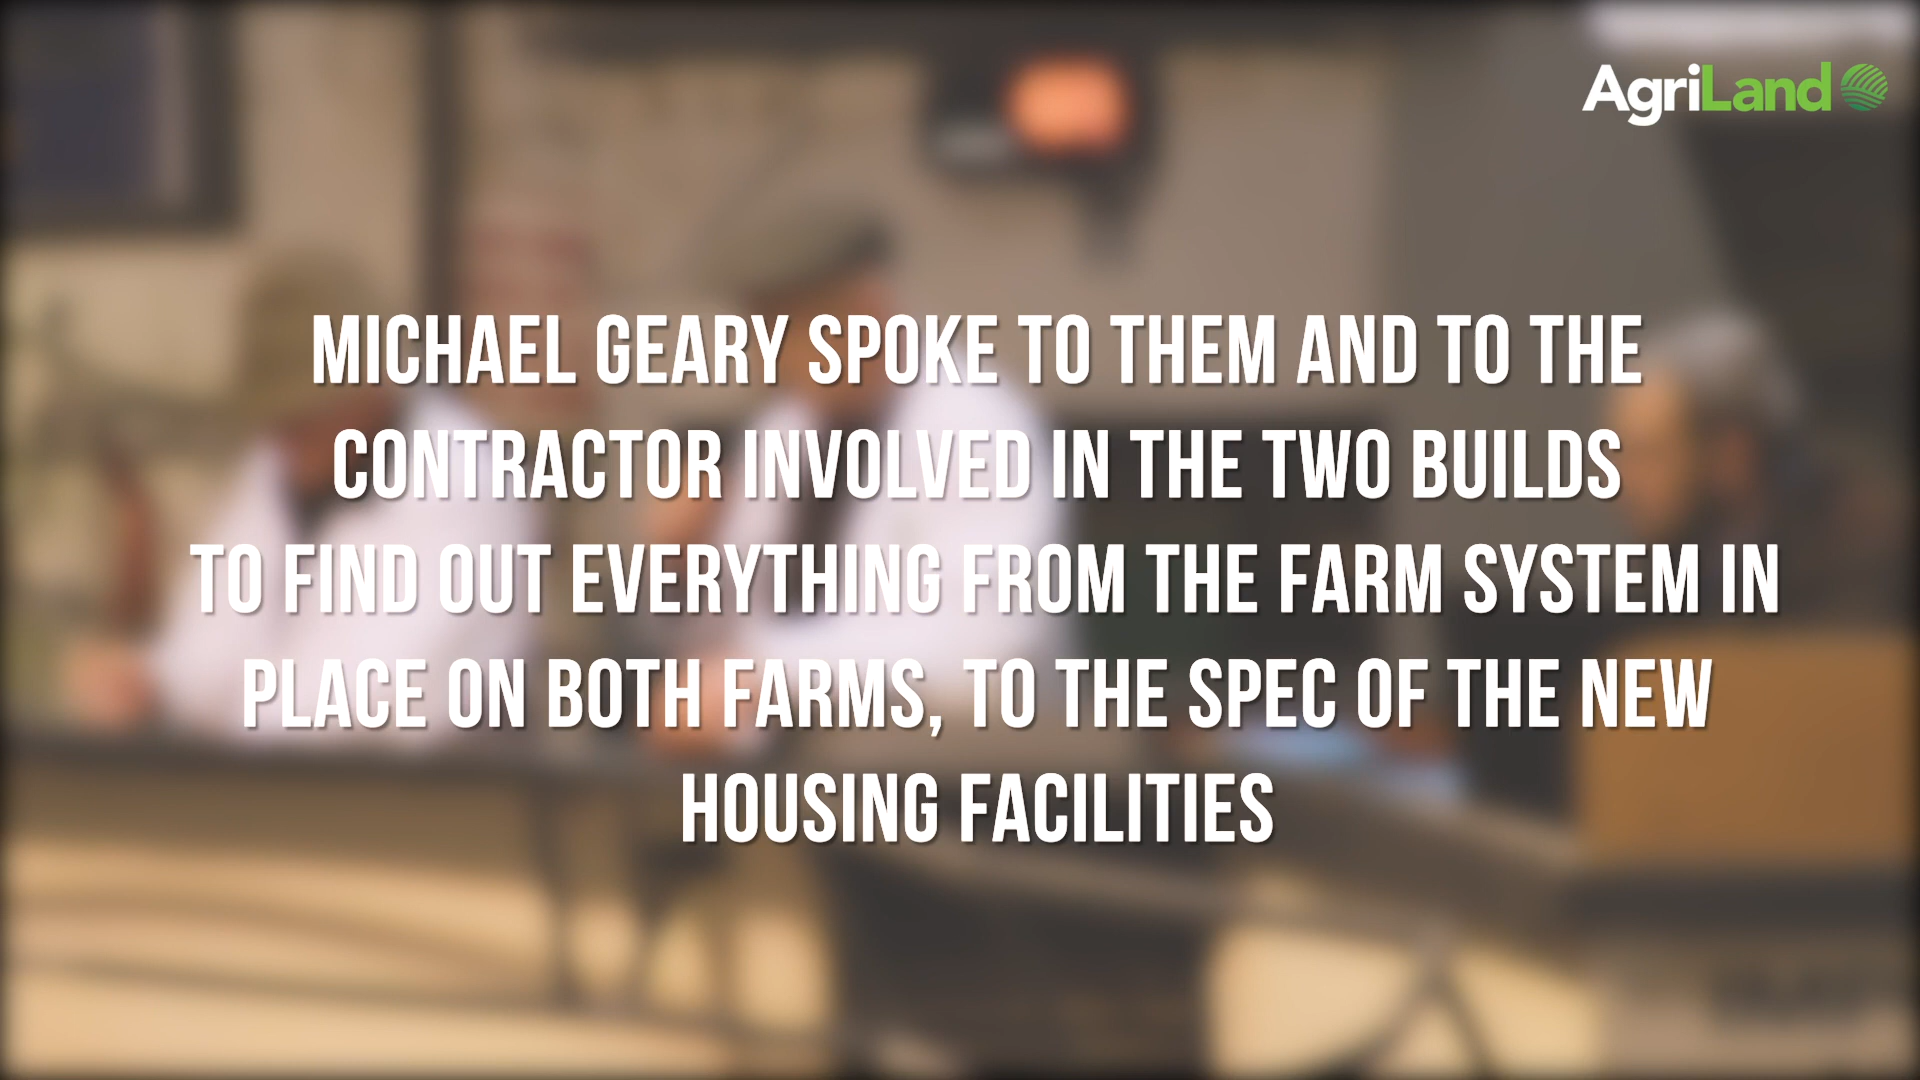 AgriLand
MICHAEL GEARY SPOKE TO THEM AND TO THE
CONTRACTOR INVOLVED IN THE TWO BUILDS
TO FIND OUT EVERYTHING FROM THE FARM SYSTEM IN
PLACE ON BOTH FARMS, TO THE SPEC OF THE NEW
HOUSING FACILITIES